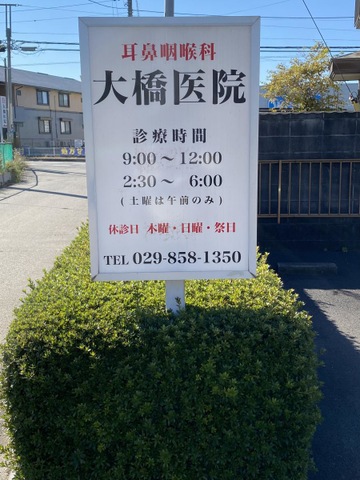 耳鼻咽喉科
大橋医院
診療時間
9:00～12:00
2:30～ 6:00
(土曜は午前のみ)
休診日 木曜・日曜・祭日
TEL 029-858-1350